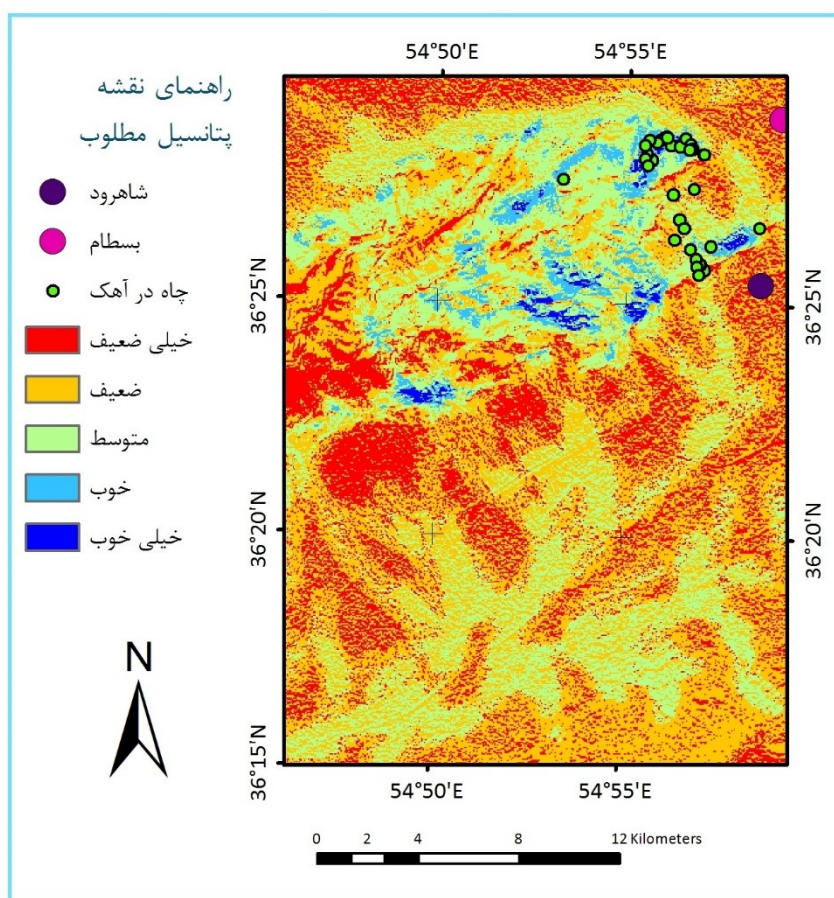 راهنمای نقشه
پتانسیل مطلوب
شاهرود
بسطام
چاه در آهک
خیلی ضعیف
ضعیف
متوسط
خوب
خیلی خوب
N
54°50'E 54°55'E
36°25'N 36°25'N
36°20'N 36°20'N
36°15'N 36°15'N
54°50'E 54°55'E
0 2 4 8 12 Kilometers